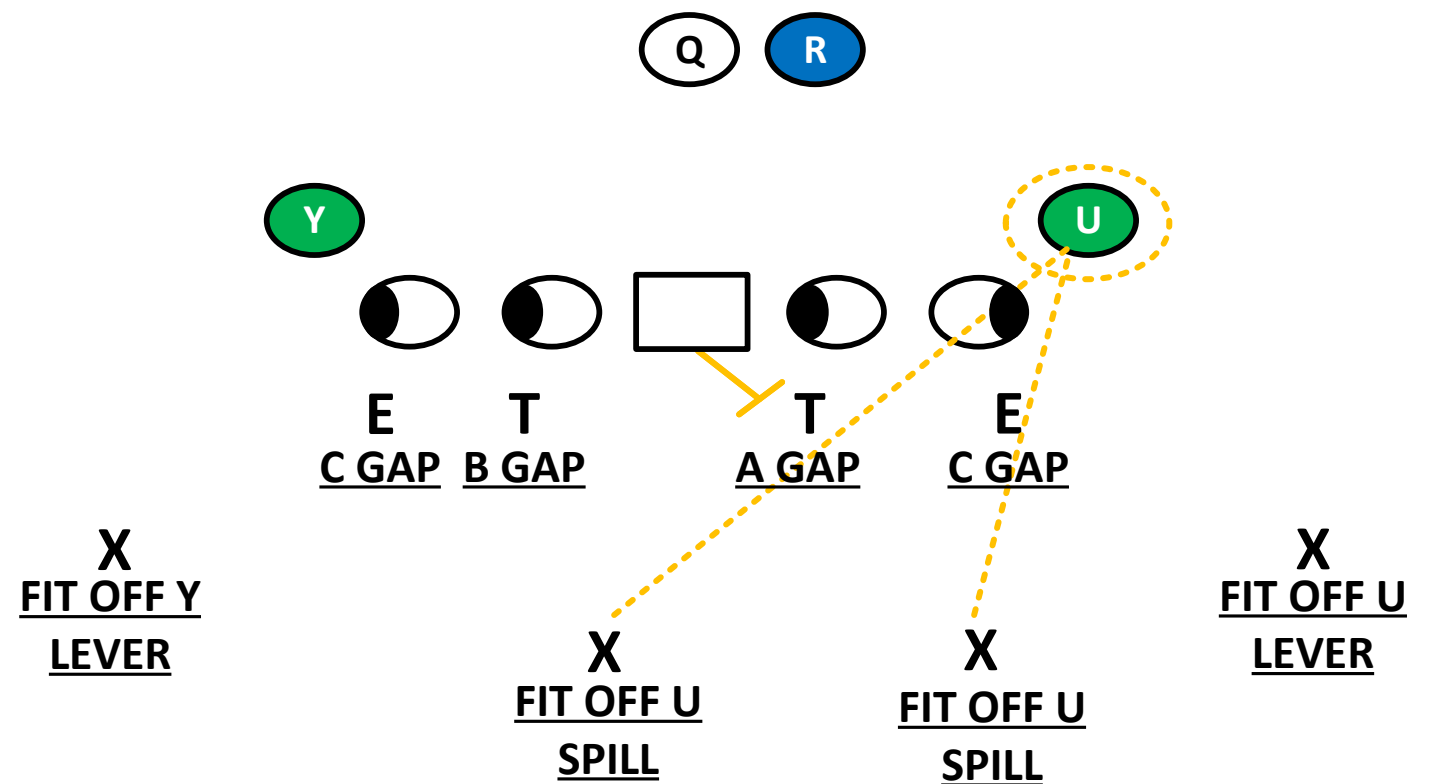 Q R
Y U
E T T E
C GAP B GAP A GAP C GAP
X X
FIT OFF Y FIT OFF U
LEVER LEVER
X X
FIT OFF U FIT OFF U
SPILL SPILL